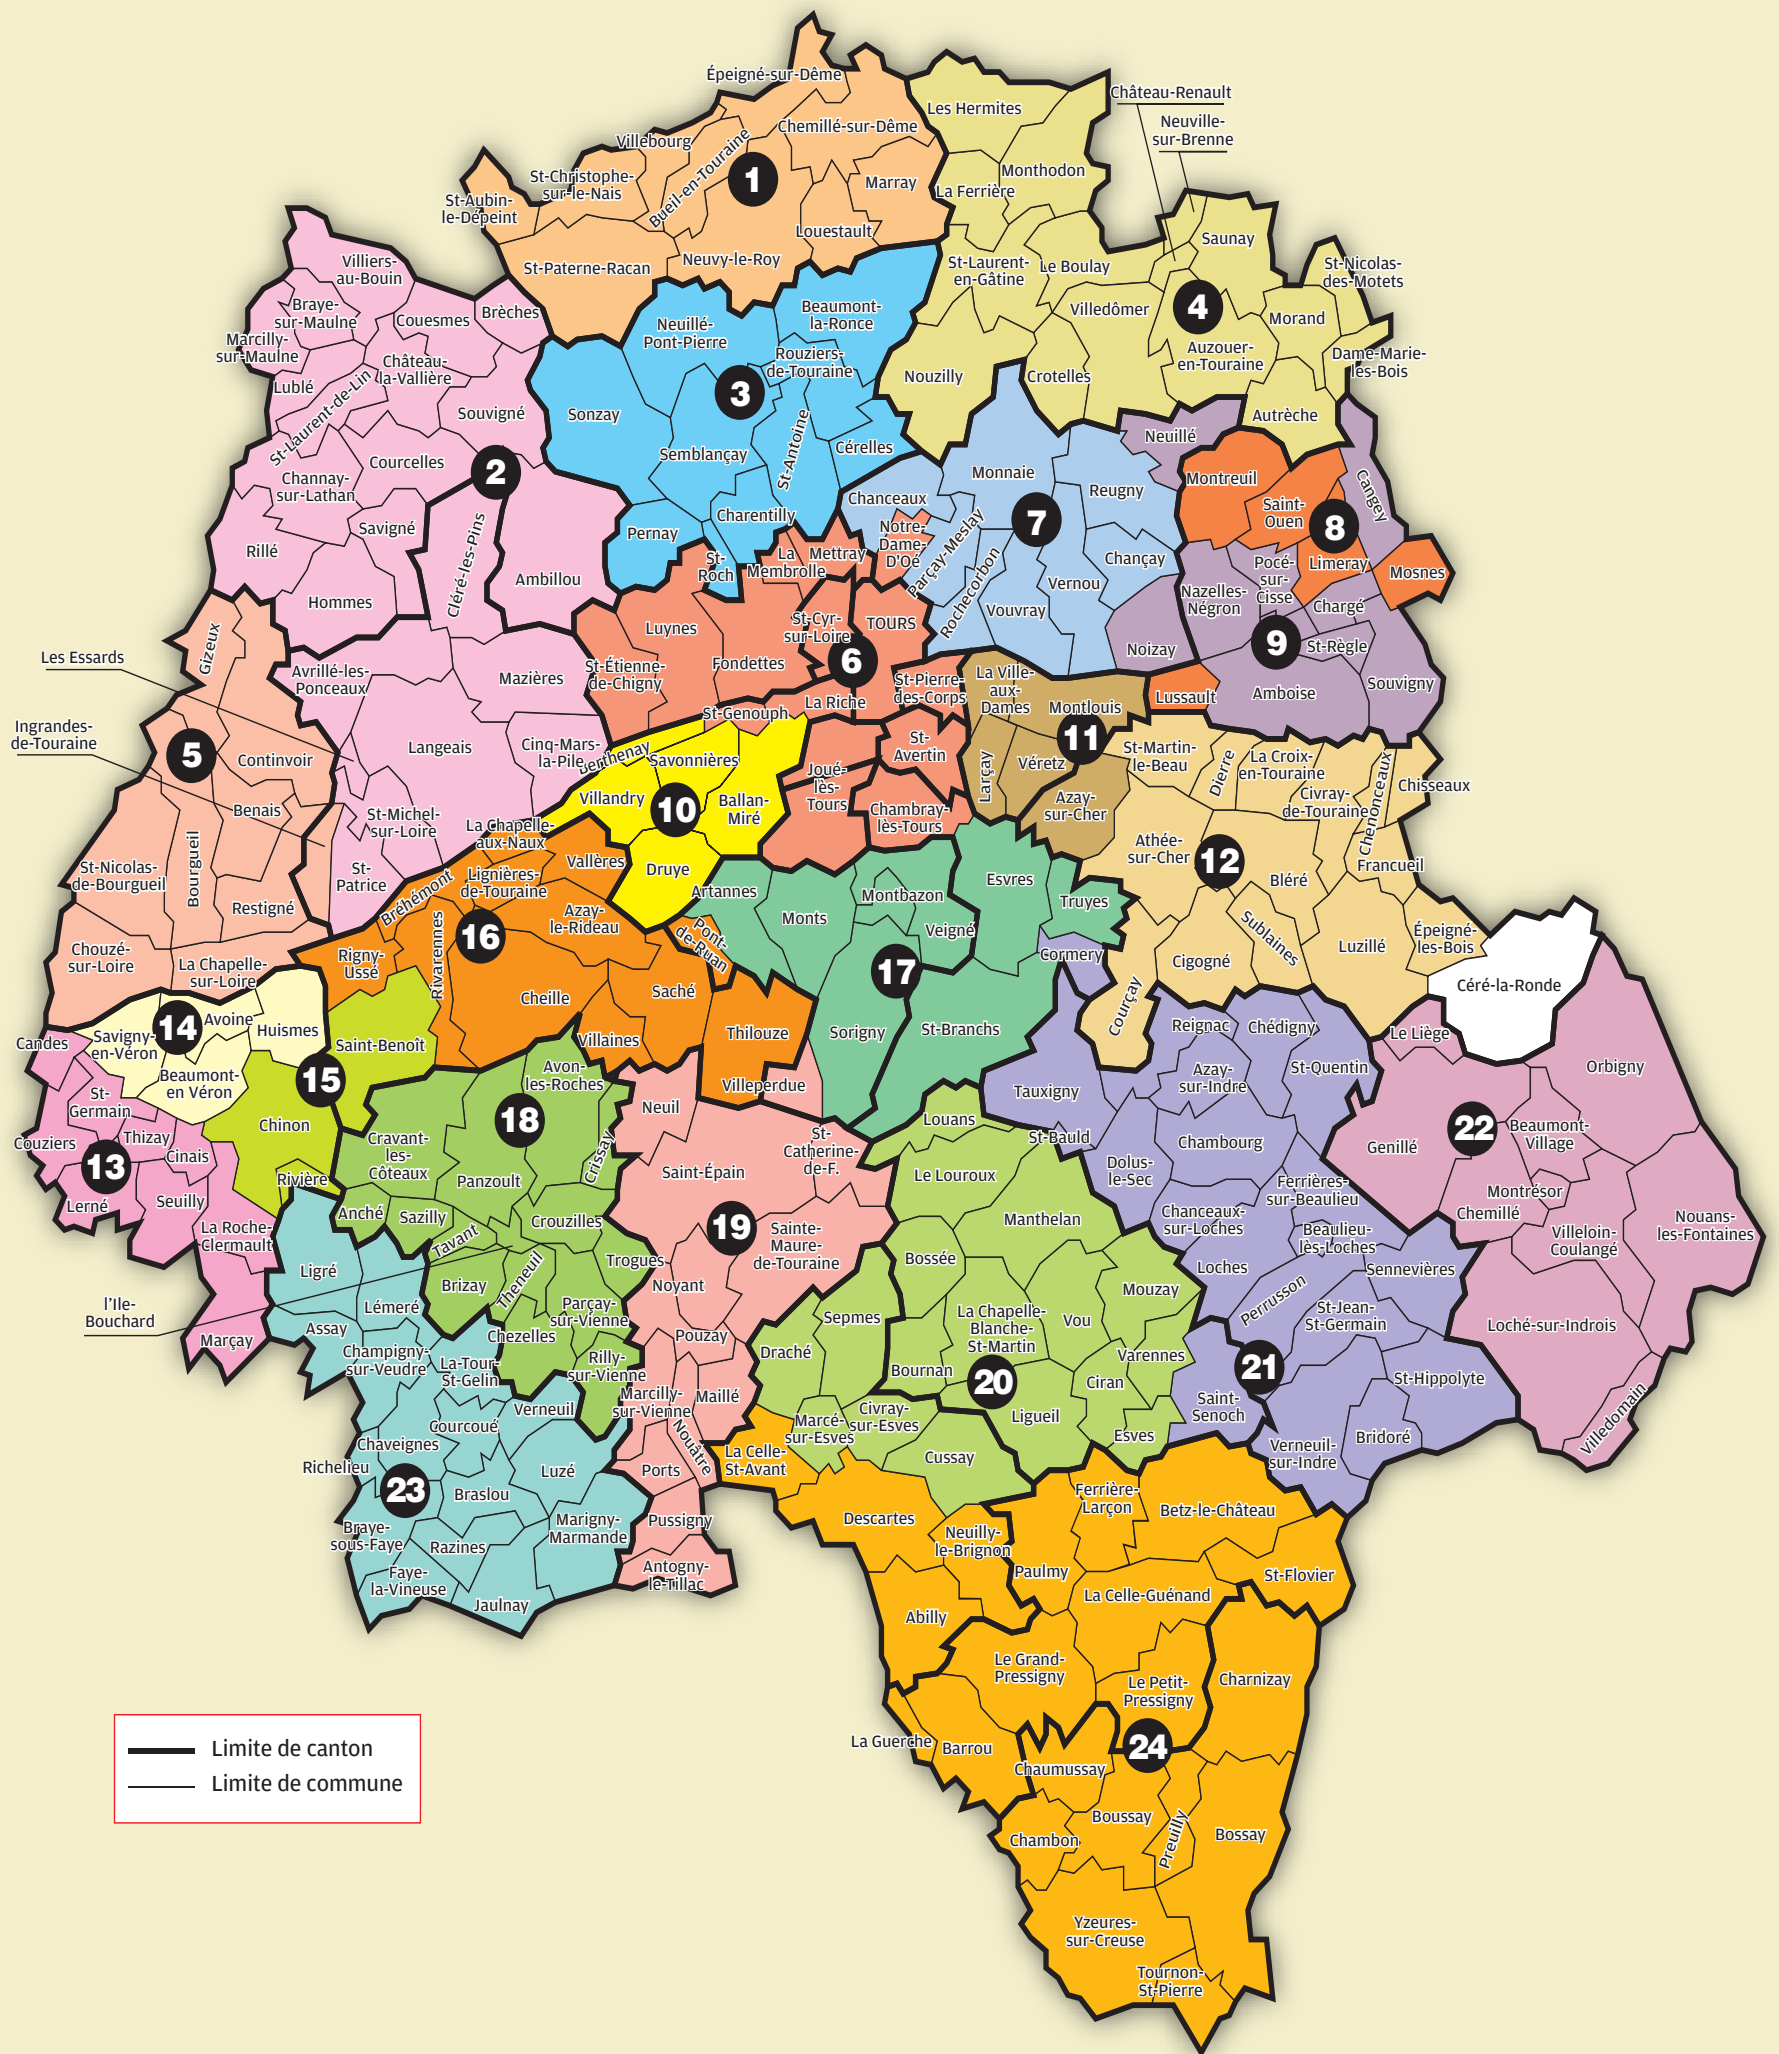 Épeigné-sur-Dême
Les Hermites
Château-Renault
Neuville-
sur-Brenne
Villebourg
Bueil-en-Touraine
Chemillé-sur-Dême
St-Christophe-
sur-le-Nais
1
Marray
La Ferrière
Monthodon
St-Aubin-
le-Dépeint
Louestault
St-Paterne-Racan
Neuvy-le-Roy
Villiers-
au-Bouin
St-Laurent-
en-Gâtine
Le Boulay
Saunay
St-Nicolas-
des-Motets
Braye-
sur-Maulne
Couesmes
Brèches
Villedômer
4
Morand
Marcilly-
sur-Maulne
Neuillé-
Pont-Pierre
Beaumont-
la-Ronce
Château-
la-Vallière
Rouziers-
de-Touraine
Auzouer-
en-Touraine
Dame-Marie-
les-Bois
Lublé
St-Laurent-de-Lin
3
Nouzilly
Crotelles
Souvigné
Sonzay
Autrèche
Semblançay
St-Antoine
Cérelles
Neuillé
Courcelles
2
Channay-
sur-Lathan
Monnaie
Reugny
Montreuil
Cangey
Chanceaux
Saint-
Ouen
8
Savigné
Cléré-les-Pins
Pernay
Charentilly
7
Rillé
Notre-
Dame-
D'Oé
Parçay-Meslay
Chançay
Limeray
Mosnes
St-
Roch
La
Membrolle
Mettray
Hommes
Ambillou
Rochecorbon
Vernou
Pocé-
sur-
Cisse
Nazelles-
Négron
Chargé
Vouvray
Gizeux
Luynes
St-Cyr-
sur-Loire
TOURS
9
St-Règle
Les Essards
Noizay
Avrillé-les-
Ponceaux
Mazières
St-Étienne-
de-Chigny
Fondettes
6
St-Pierre-
des-Corps
La Ville-
aux-
Dames
Lussault
Amboise
Souvigny
La Riche
Montlouis
Ingrandes-
de-Touraine
St-Genouph
5
Langeais
Cinq-Mars-
la-Pile
Berthenay
Savonnières
St-
Avertin
11
Continvoir
Larçay
Véretz
St-Martin-
le-Beau
Dierre
La Croix-
en-Touraine
Chenonceaux
Chisseaux
Joué-
lès-
Tours
Civray-
de-Touraine
Villandry
10
Ballan-
Miré
Azay-
sur-Cher
Benais
St-Michel-
sur-Loire
La Chapelle-
aux-Naux
Chambray-
lès-Tours
Bourgueil
Athée-
sur-Cher
12
Francueil
St-Nicolas-
de-Bourgueil
St-
Patrice
Vallères
Druye
Lignières-
de-Touraine
Bréhémont
Artannes
Esvres
Bléré
Restigné
Montbazon
Truyes
Azay-
le-Rideau
Monts
Rivarennes
16
Pont-
de-Ruan
Veigné
Sublaines
Luzillé
Épeigné-
les-Bois
Chouzé-
sur-Loire
Rigny-
Ussé
17
Cormery
Cigogné
La Chapelle-
sur-Loire
Céré-la-Ronde
Cheille
Saché
Courçay
14
Avoine
Huismes
Savigny-
en-Véron
Candes
Saint-Benoît
Villaines
Thilouze
Sorigny
St-Branchs
Reignac
Chédigny
Le Liège
Beaumont-
en Véron
15
Avon-
les-Roches
Villeperdue
Azay-
sur-Indre
St-Quentin
Orbigny
St-
Germain
Neuil
Tauxigny
18
Louans
Chinon
Cravant-
les-
Côteaux
Crissay
22
Beaumont-
Village
Couziers
Thizay
St-
Catherine-
de-F.
St-Bauld
Chambourg
Genillé
13
Cinais
Panzoult
Saint-Épain
Le Louroux
Dolus-
le-Sec
Rivière
Lerné
Seuilly
Ferrières-
sur-Beaulieu
Montrésor
Anché
Sazilly
Crouzilles
Manthelan
Chanceaux-
sur-Loches
Chemillé
La Roche-
Clermault
Tavant
19
Sainte-
Maure-
de-Touraine
Beaulieu-
lès-Loches
Villeloin-
Coulangé
Nouans-
les-Fontaines
Ligré
Theneuil
Trogues
Bossée
Loches
Sennevières
Brizay
Noyant
Mouzay
Perrusson
l'Ile-
Bouchard
Lémeré
Parçay-
sur-Vienne
Sepmes
La Chapelle-
Blanche-
St-Martin
Vou
St-Jean-
St-Germain
Loché-sur-Indrois
Marçay
Assay
Chezelles
Pouzay
Draché
Champigny-
sur-Veudre
La-Tour-
St-Gelin
Rilly-
sur-Vienne
Bournan
Varennes
21
20
Ciran
St-Hippolyte
Marcilly-
sur-Vienne
Maillé
Saint-
Senoch
Villedomain
Verneuil
Civray-
sur-Esves
Ligueil
Courcoué
Marcé-
sur-Esves
Esves
Bridoré
Chaveignes
Nouâtre
La Celle-
St-Avant
Cussay
Verneuil-
sur-Indre
Richelieu
Luzé
Ports
23
Braslou
Ferrière-
Larçon
Betz-le-Château
Braye-
sous-Faye
Marigny-
Marmande
Pussigny
Descartes
Neuilly-
le-Brignon
Razines
Faye-
la-Vineuse
Antogny-
le-Tillac
Paulmy
St-Flovier
Jaulnay
Abilly
La Celle-Guénand
Le Grand-
Pressigny
Le Petit-
Pressigny
Charnizay
La Guerche
Barrou
24
Limite de canton
Chaumussay
Limite de commune
Boussay
Preuilly
Bossay
Chambon
Yzeures-
sur-Creuse
Tournon-
St-Pierre